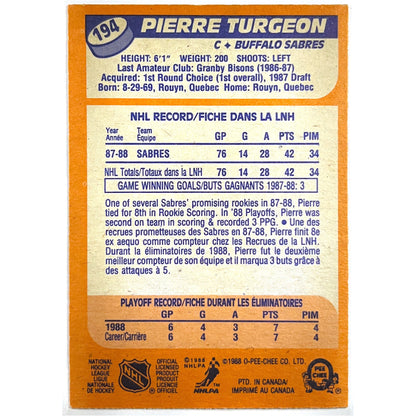 194
PIERRE TURGEON
C ✦ BUFFALO SABRES
HEIGHT: 6'1" WEIGHT: 200 SHOOTS: LEFT
Last Amateur Club: Granby Bisons (1986-87)
Acquired: 1st Round Choice (1st overall), 1987 Draft
Born: 8-29-69, Rouyn, Quebec Home: Rouyn, Quebec
NHL RECORD/FICHE DANS LA LNH
Year Team GP G A PTS PIM
Année Équipe
87-88 SABRES 76 14 28 42 34
NHL Totals/Totaux dans la LNH 76 14 28 42 34
GAME WINNING GOALS/BUTS GAGNANTS 1987-88: 3
One of several Sabres' promising rookies in 87-88, Pierre
tied for 8th in Rookie Scoring. In '88 Playoffs, Pierre was
second on team in scoring & recorded 3 PPG. • Une des
recrues prometteuses des Sabres en 87-88, Pierre finit 8e
ex aequo comme compteur chez les Recrues de la LNH.
Durant la éliminatoires de 1988, Pierre fut le deuxième
meilleur compteur de son équipe et il marqua 3 buts grâce à
des attaques à 5.
PLAYOFF RECORD/FICHE DURANT LES ÉLIMINATOIRES
GP G A PTS PIM
1988 6 4 3 7 4
Career/Carrière 6 4 3 7 4
NATIONAL
HOCKEY
LEAGUE
NHL
OFFICIAL
LICENSED
PRODUCT
©1988
NHLPA
©1988 O-PEE-CHEE CO. LTD.
PTD. IN CANADA/
IMPRIMÉ AU CANADA
O PEE CHEE